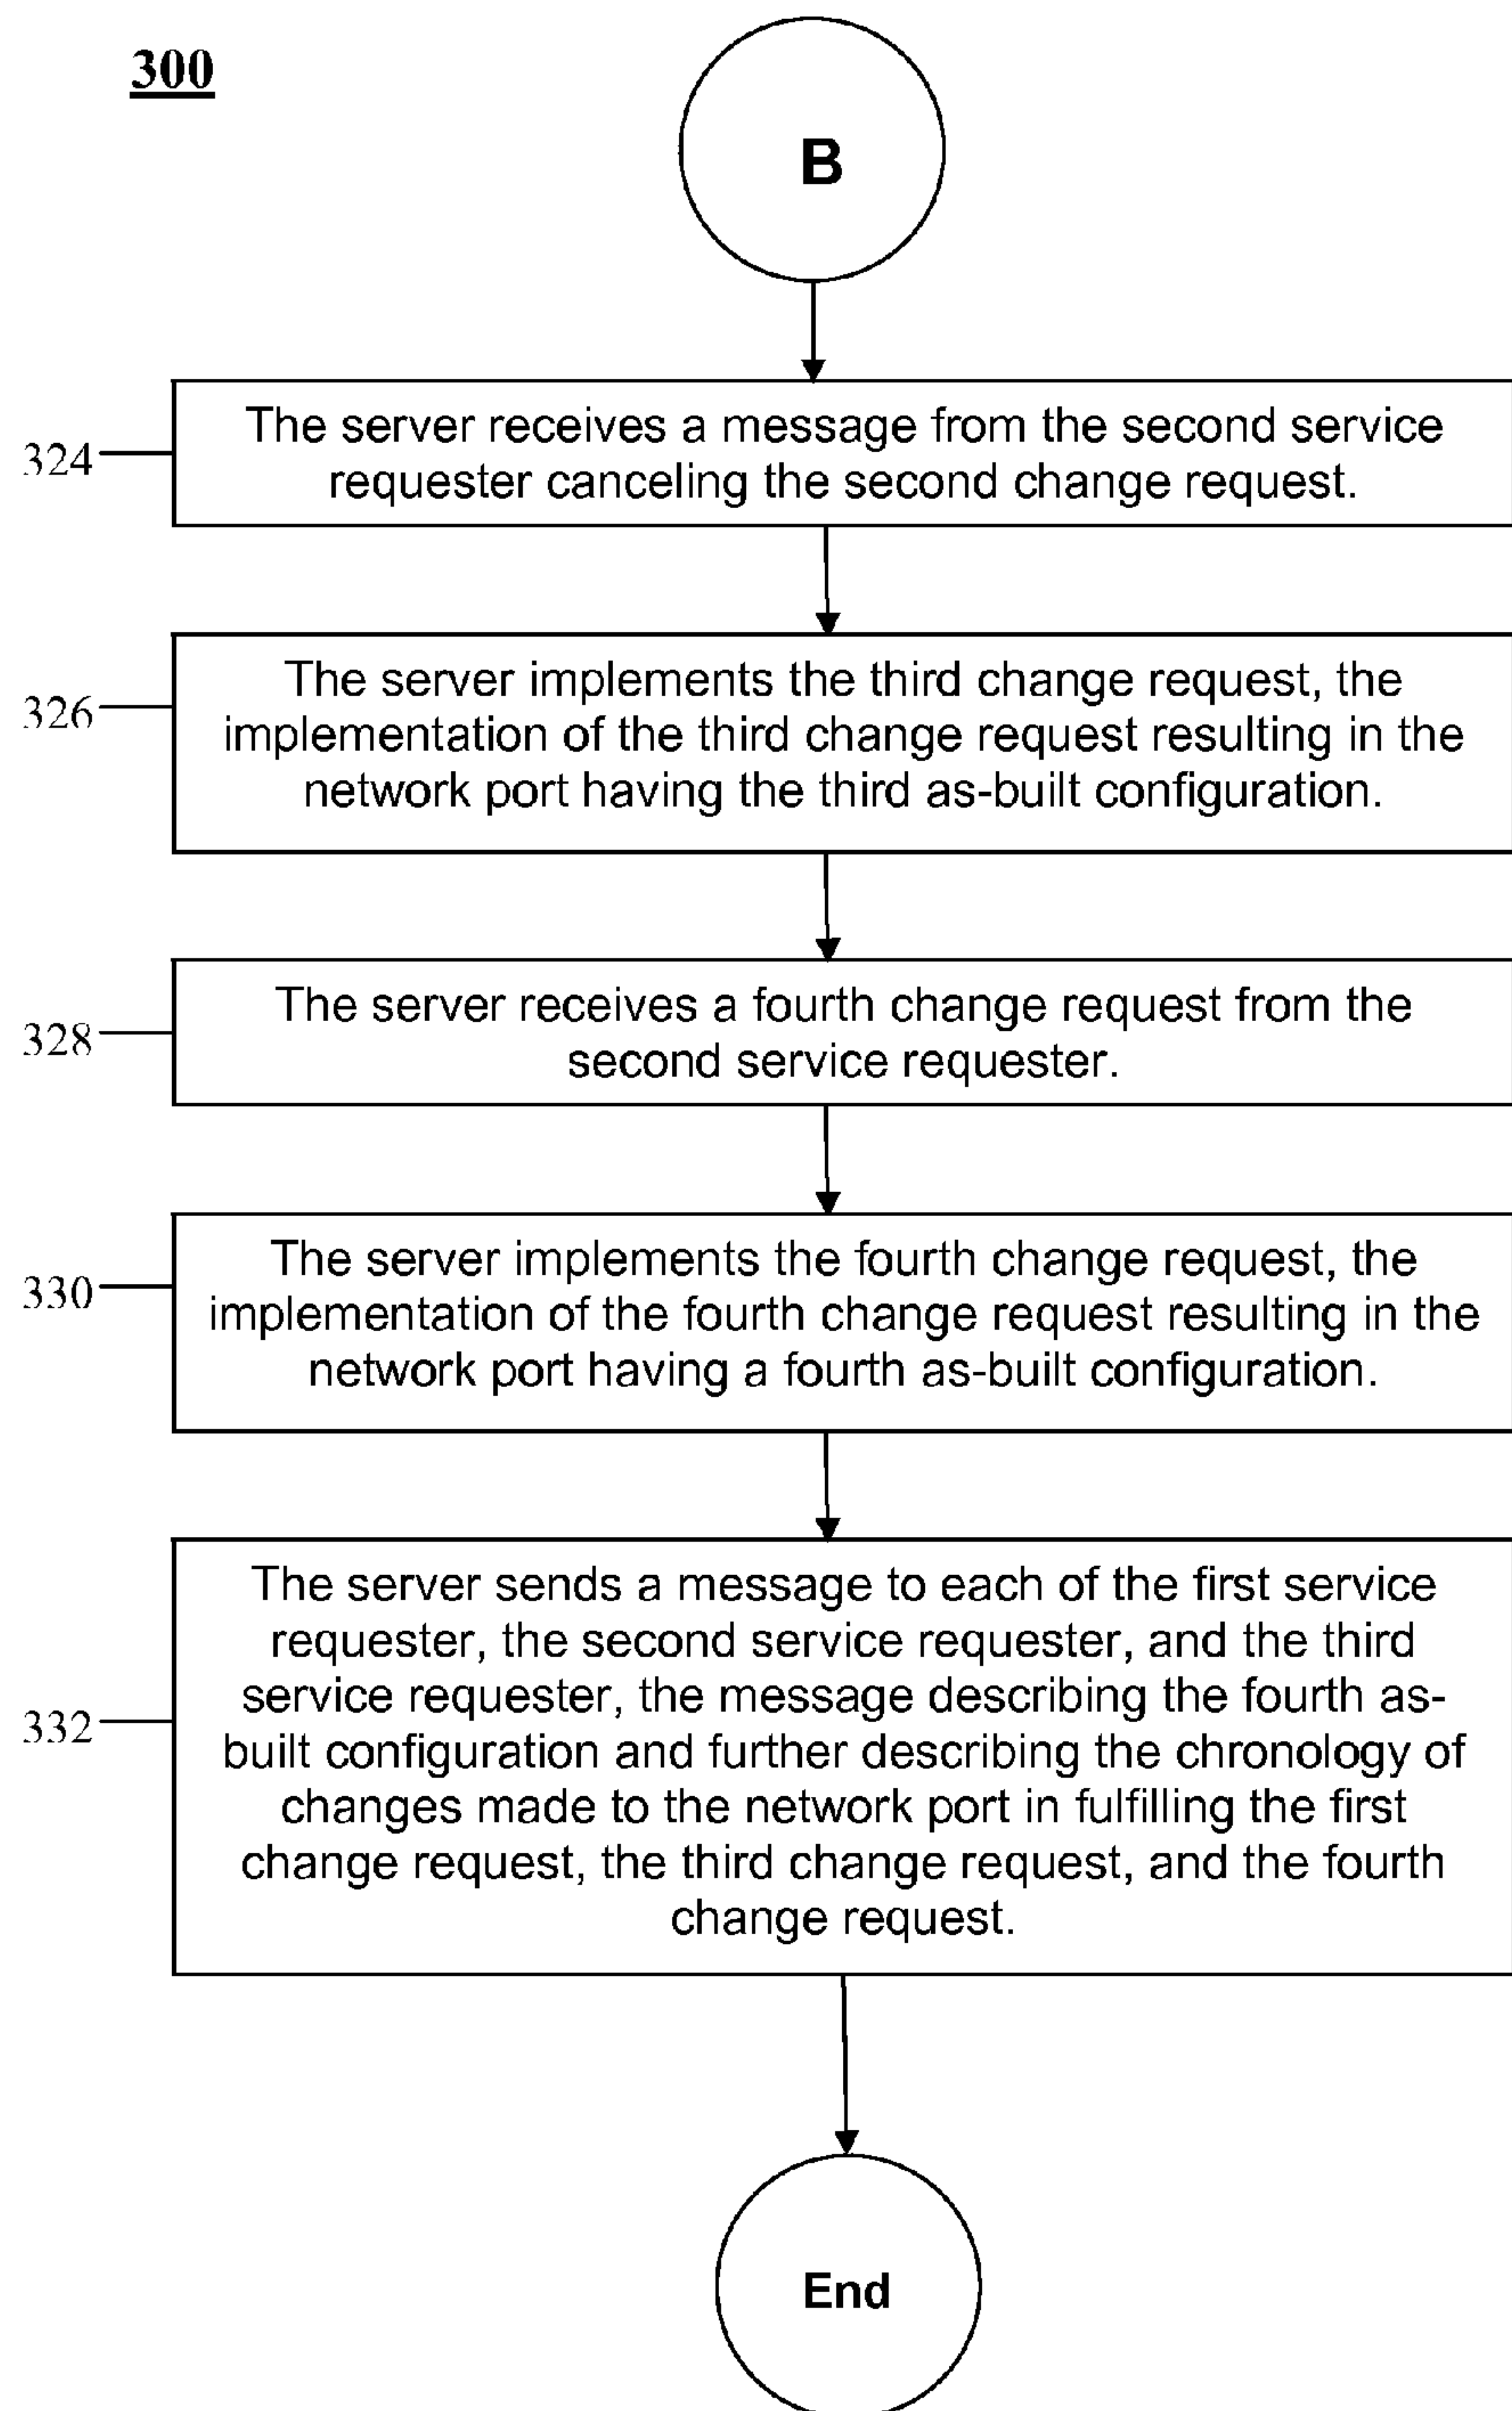 300
B
324
The server receives a message from the second service
requester canceling the second change request.
326
The server implements the third change request, the
implementation of the third change request resulting in the
network port having the third as-built configuration.
328
The server receives a fourth change request from the
second service requester.
330
The server implements the fourth change request, the
implementation of the fourth change request resulting in the
network port having a fourth as-built configuration.
332
The server sends a message to each of the first service
requester, the second service requester, and the third
service requester, the message describing the fourth as-
built configuration and further describing the chronology of
changes made to the network port in fulfilling the first
change request, the third change request, and the fourth
change request.
End